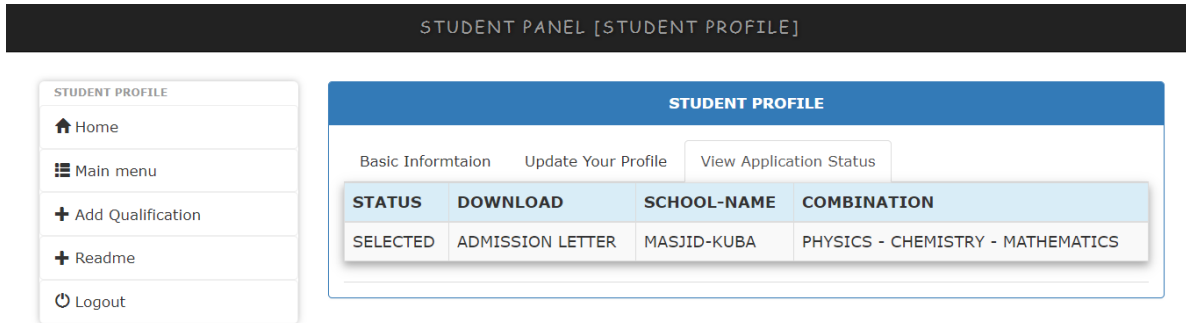 STUDENT PANEL [STUDENT PROFILE]
STUDENT PROFILE
Home
Main menu
Add Qualification
Readme
Logout
STUDENT PROFILE
Basic Informtaion Update Your Profile View Application Status
STATUS DOWNLOAD SCHOOL-NAME COMBINATION
SELECTED ADMISSION LETTER MASJID-KUBA PHYSICS - CHEMISTRY - MATHEMATICS